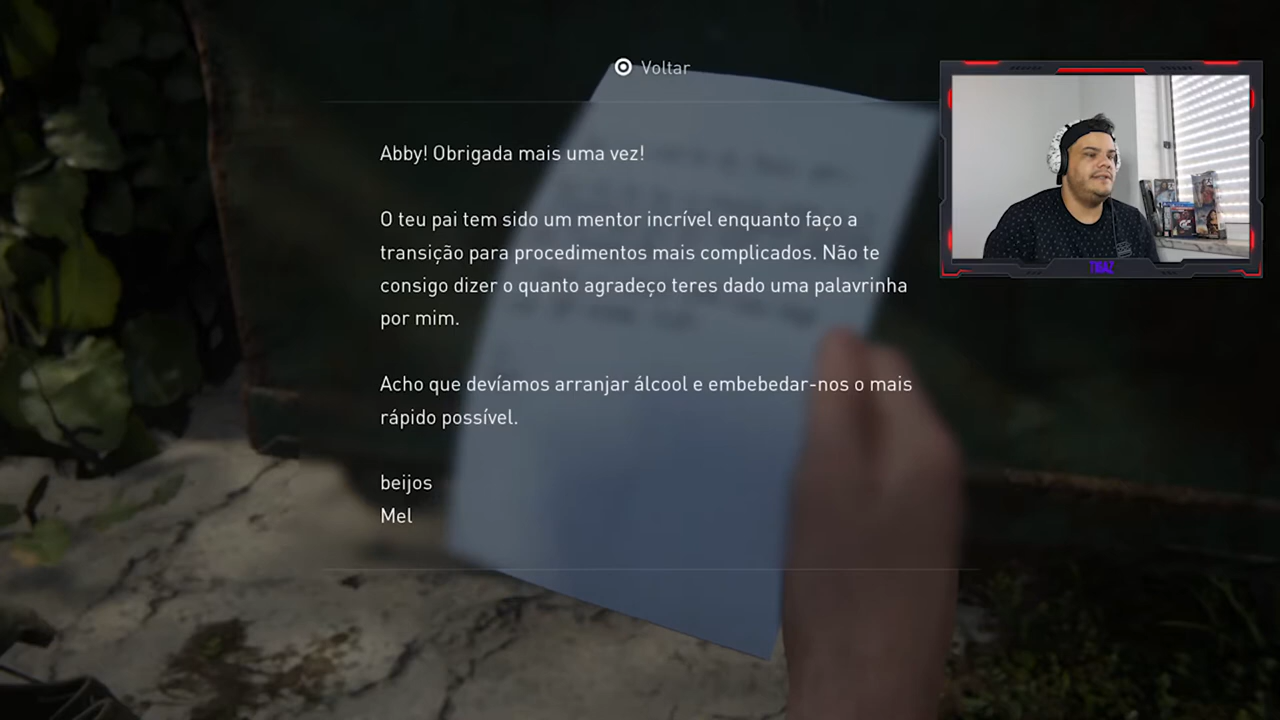 Voltar
Abby! Obrigada mais uma vez!
O teu pai tem sido um mentor incrível enquanto faço a
transição para procedimentos mais complicados. Não te
consigo dizer o quanto agradeço teres dado uma palavrinha
por mim.
Acho que devíamos arranjar álcool e embebedar-nos o mais
rápido possível.
beijos
Mel